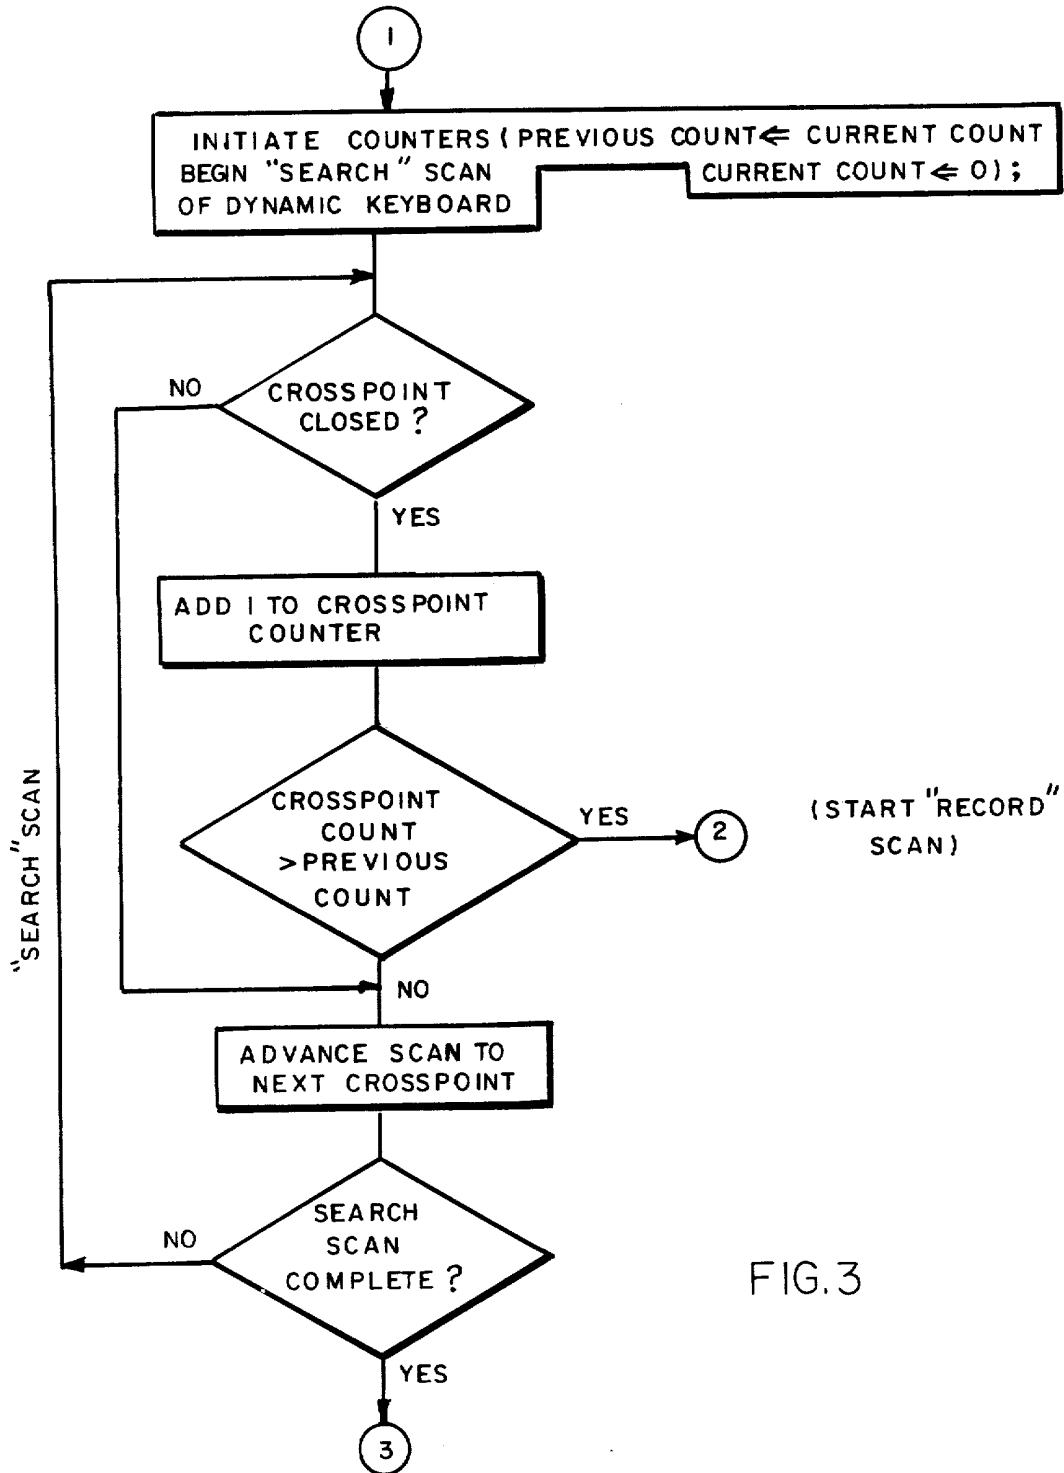 1
INITIATE COUNTERS (PREVIOUS COUNT⇐ CURRENT COUNT
BEGIN "SEARCH" SCAN CURRENT COUNT⇐ 0);
OF DYNAMIC KEYBOARD
NO
CROSSPOINT
CLOSED?
YES
ADD 1 TO CROSSPOINT
COUNTER
"SEARCH" SCAN
CROSSPOINT
COUNT
>PREVIOUS
COUNT
YES
2
(START "RECORD"
SCAN)
NO
ADVANCE SCAN TO
NEXT CROSSPOINT
NO
SEARCH
SCAN
COMPLETE?
YES
3
FIG. 3